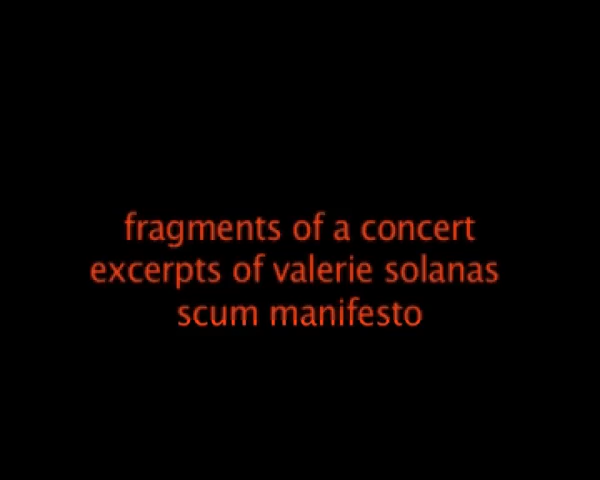 fragments of a concert
excerpts of valerie solanas
scum manifesto